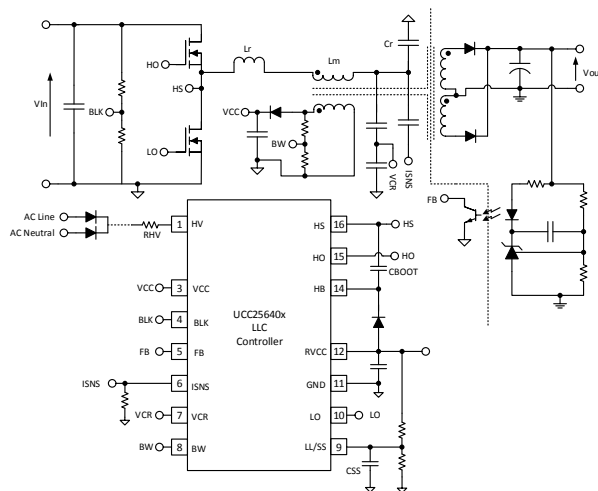 Cr
Lr
Lm
HO
HS
VIn
BLK
VCC
BW
LO
VCR
ISNS
Vou
FB
AC Line
AC Neutral
RHV
1 HV
3 VCC
4 BLK
5 FB
6 ISNS
7 VCR
8 BW
UCC25640x
LLC
Controller
HS 16
HO 15
HB 14
RVCC 12
GND 11
LO 10
LL/SS 9
HS
HO
CBOOT
LO
CSS
VCC
BLK
FB
ISNS
VCR
BW